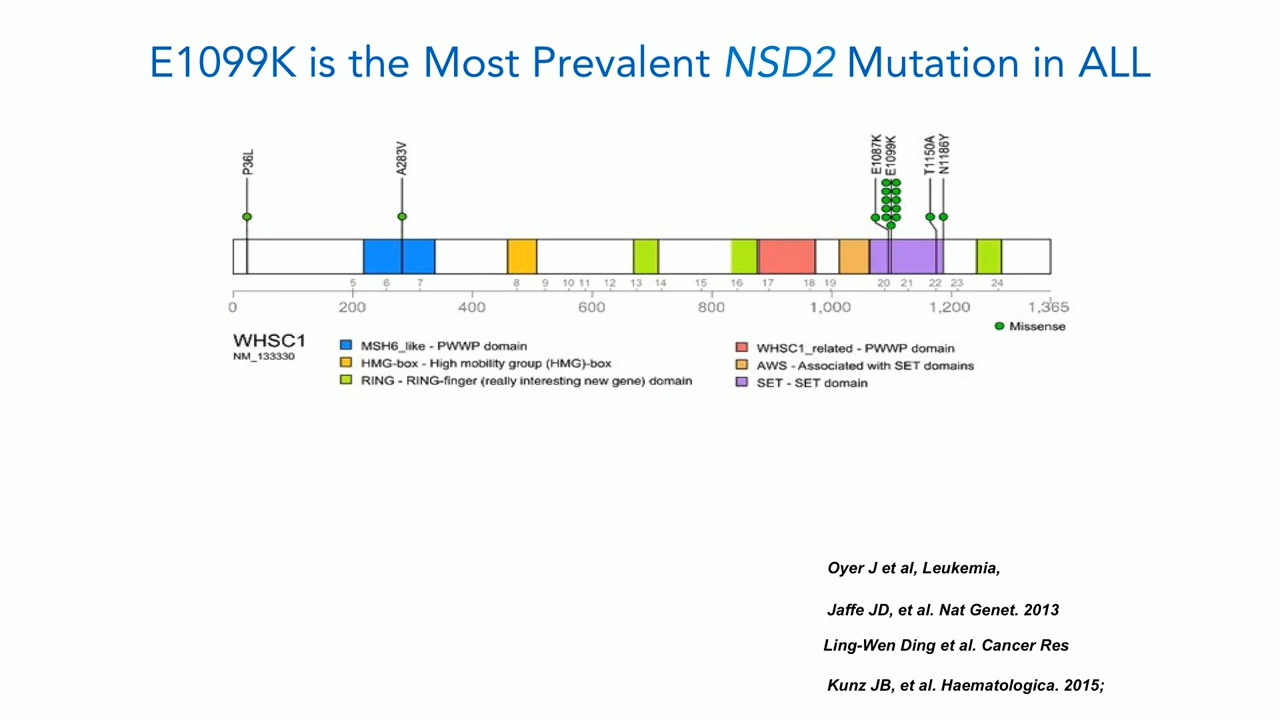 E1099K is the Most Prevalent NSD2 Mutation in ALL
P36L
A283V
E1087K
E1099K
T1150A
N1186Y
5 6 7 8 9 10 11 12 13 14 15 16 17 18 19 20 21 22 23 24
0 200 400 600 800 1,000 1,200 1,365
Missense
WHSC1
NM_133330
MSH6_like - PWWP domain
HMG-box - High mobility group (HMG)-box
RING - RING-finger (really interesting new gene) domain
WHSC1_related - PWWP domain
AWS - Associated with SET domains
SET - SET domain
Oyer J et al, Leukemia,
Jaffe JD, et al. Nat Genet. 2013
Ling-Wen Ding et al. Cancer Res
Kunz JB, et al. Haematologica. 2015;